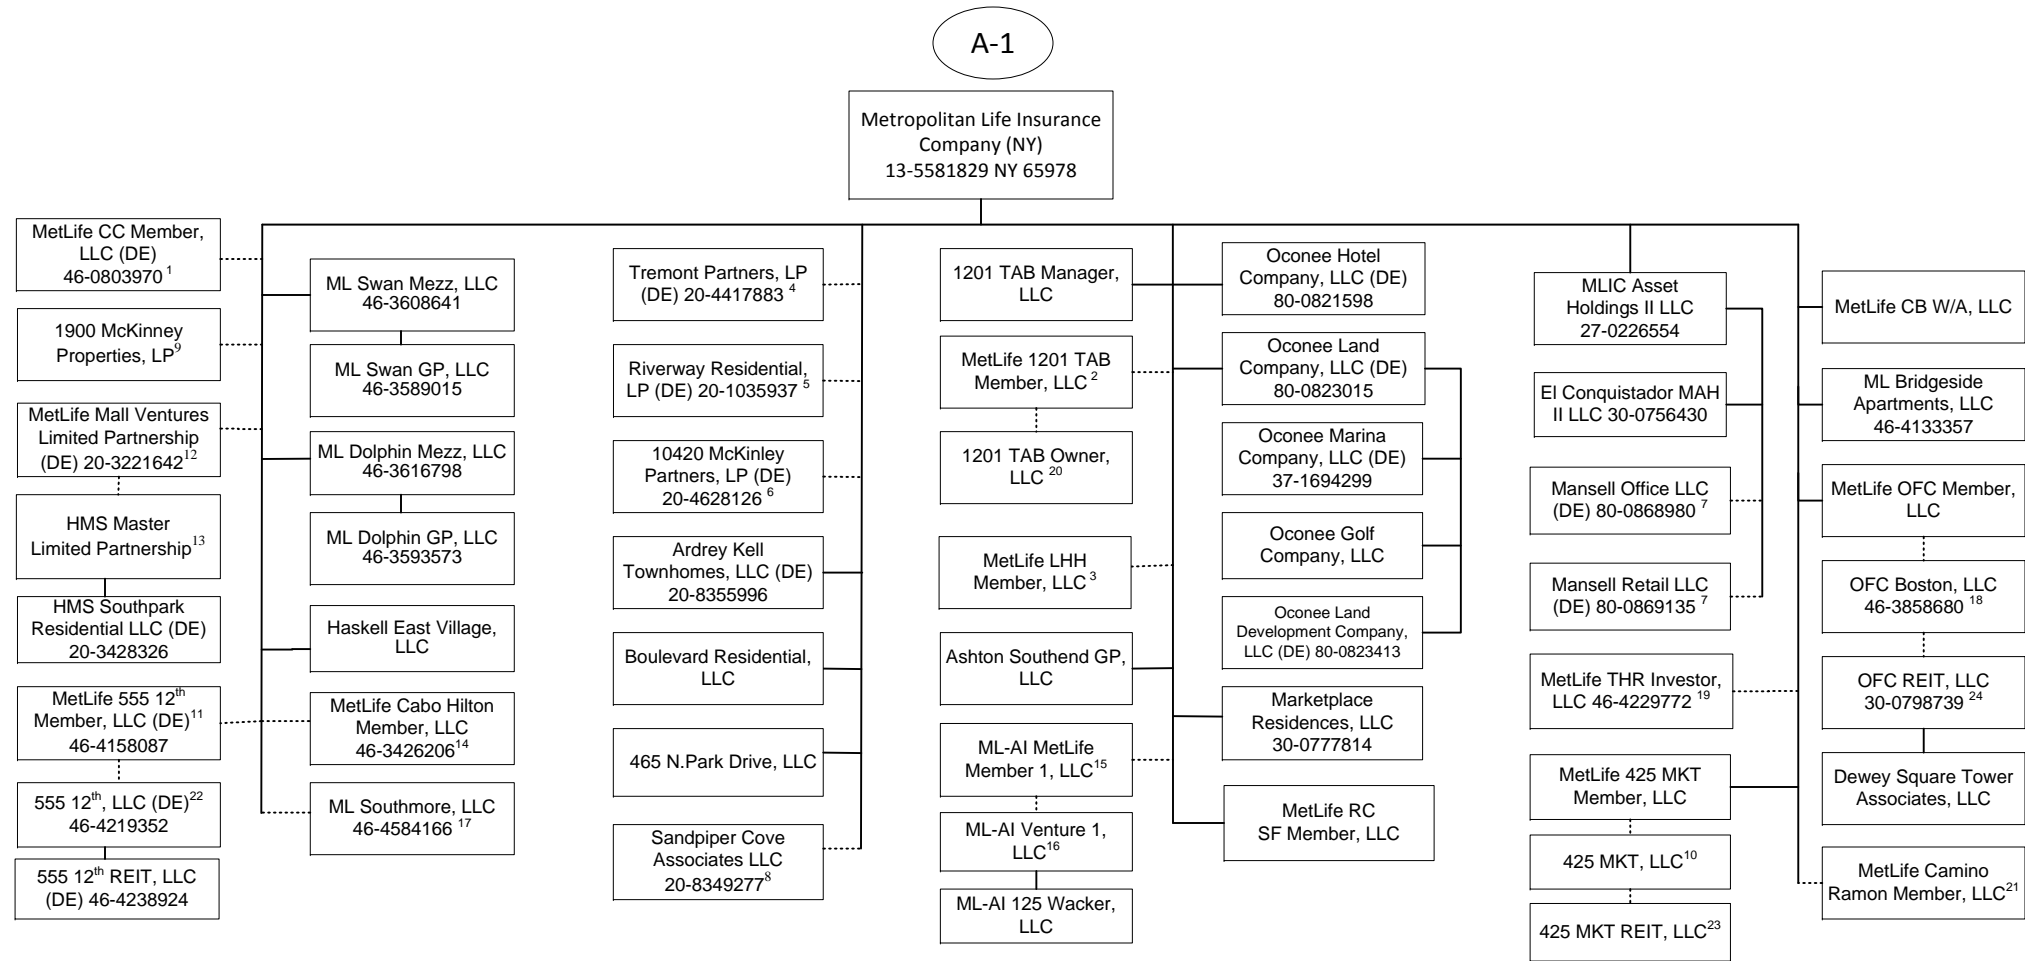 A-1
Metropolitan Life Insurance
Company (NY)
13-5581829 NY 65978
MetLife CC Member,
LLC (DE)
46-0803970 1
1900 McKinney
Properties, LP9
MetLife Mall Ventures
Limited Partnership
(DE) 20-3221642 12
HMS Master
Limited Partnership13
HMS Southpark
Residential LLC (DE)
20-3428326
MetLife 555 12th
Member, LLC (DE)11
46-4158087
555 12th, LLC (DE)22
46-4219352
555 12th REIT, LLC
(DE) 46-4238924
ML Swan Mezz, LLC
46-3608641
ML Swan GP, LLC
46-3589015
ML Dolphin Mezz, LLC
46-3616798
ML Dolphin GP, LLC
46-3593573
Haskell East Village,
LLC
MetLife Cabo Hilton
Member, LLC
46-3426206 14
ML Southmore, LLC
46-4584166 17
Tremont Partners, LP
(DE) 20-4417883 4
Riverway Residential,
LP (DE) 20-1035937 5
10420 McKinley
Partners, LP (DE)
20-4628126 6
Ardrey Kell
Townhomes, LLC (DE)
20-8355996
Boulevard Residential,
LLC
465 N.Park Drive, LLC
Sandpiper Cove
Associates LLC
20-8349277 8
1201 TAB Manager,
LLC
MetLife 1201 TAB
Member, LLC 2
1201 TAB Owner,
LLC 20
MetLife LHH
Member, LLC 3
Ashton Southend GP,
LLC
ML-AI MetLife
Member 1, LLC15
ML-AI Venture 1,
LLC16
ML-AI 125 Wacker,
LLC
Oconee Hotel
Company, LLC (DE)
80-0821598
Oconee Land
Company, LLC (DE)
80-0823015
Oconee Marina
Company, LLC (DE)
37-1694299
Oconee Golf
Company, LLC
Oconee Land
Development Company,
LLC (DE) 80-0823413
Marketplace
Residences, LLC
30-0777814
MetLife RC
SF Member, LLC
MLIC Asset
Holdings II LLC
27-0226554
El Conquistador MAH
II LLC 30-0756430
Mansell Office LLC
(DE) 80-0868980 7
Mansell Retail LLC
(DE) 80-0869135 7
MetLife THR Investor,
LLC 46-4229772 19
MetLife 425 MKT
Member, LLC
425 MKT, LLC10
425 MKT REIT, LLC23
MetLife CB W/A, LLC
ML Bridgeside
Apartments, LLC
46-4133357
MetLife OFC Member,
LLC
OFC Boston, LLC
46-3858680 18
OFC REIT, LLC
30-0798739 24
Dewey Square Tower
Associates, LLC
MetLife Camino
Ramon Member, LLC21